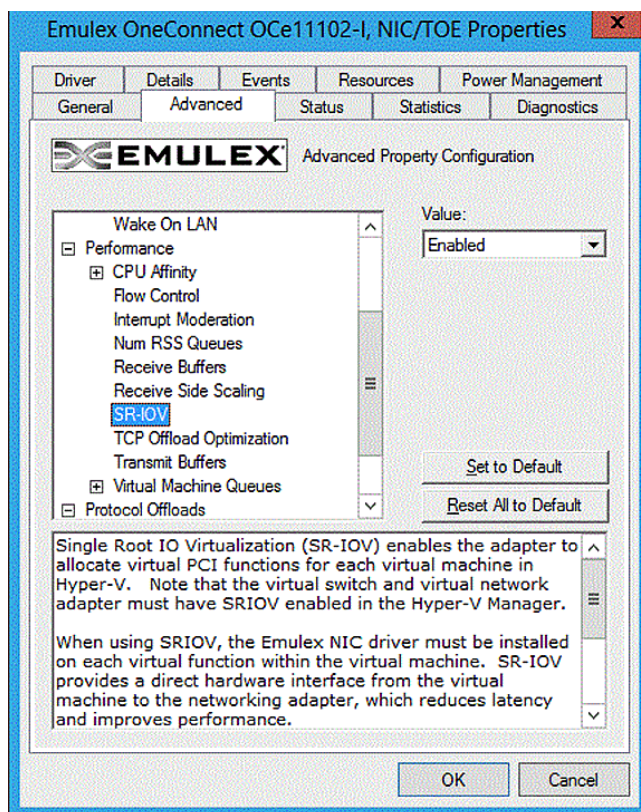 Emulex OneConnect OCe11102-I, NIC/TOE Properties
X
Driver Details Events Resources Power Management
General Advanced Status Statistics Diagnostics
EMULEX Advanced Property Configuration
Wake On LAN
Performance
CPU Affinity
Flow Control
Interrupt Moderation
Num RSS Queues
Receive Buffers
Receive Side Scaling
SR-IOV
TCP Offload Optimization
Transmit Buffers
Virtual Machine Queues
Protocol Offloads
Value:
Enabled
Set to Default
Reset All to Default
Single Root IO Virtualization (SR-IOV) enables the adapter to
allocate virtual PCI functions for each virtual machine in
Hyper-V. Note that the virtual switch and virtual network
adapter must have SRIOV enabled in the Hyper-V Manager.
When using SRIOV, the Emulex NIC driver must be installed
on each virtual function within the virtual machine. SR-IOV
provides a direct hardware interface from the virtual
machine to the networking adapter, which reduces latency
and improves performance.
OK Cancel